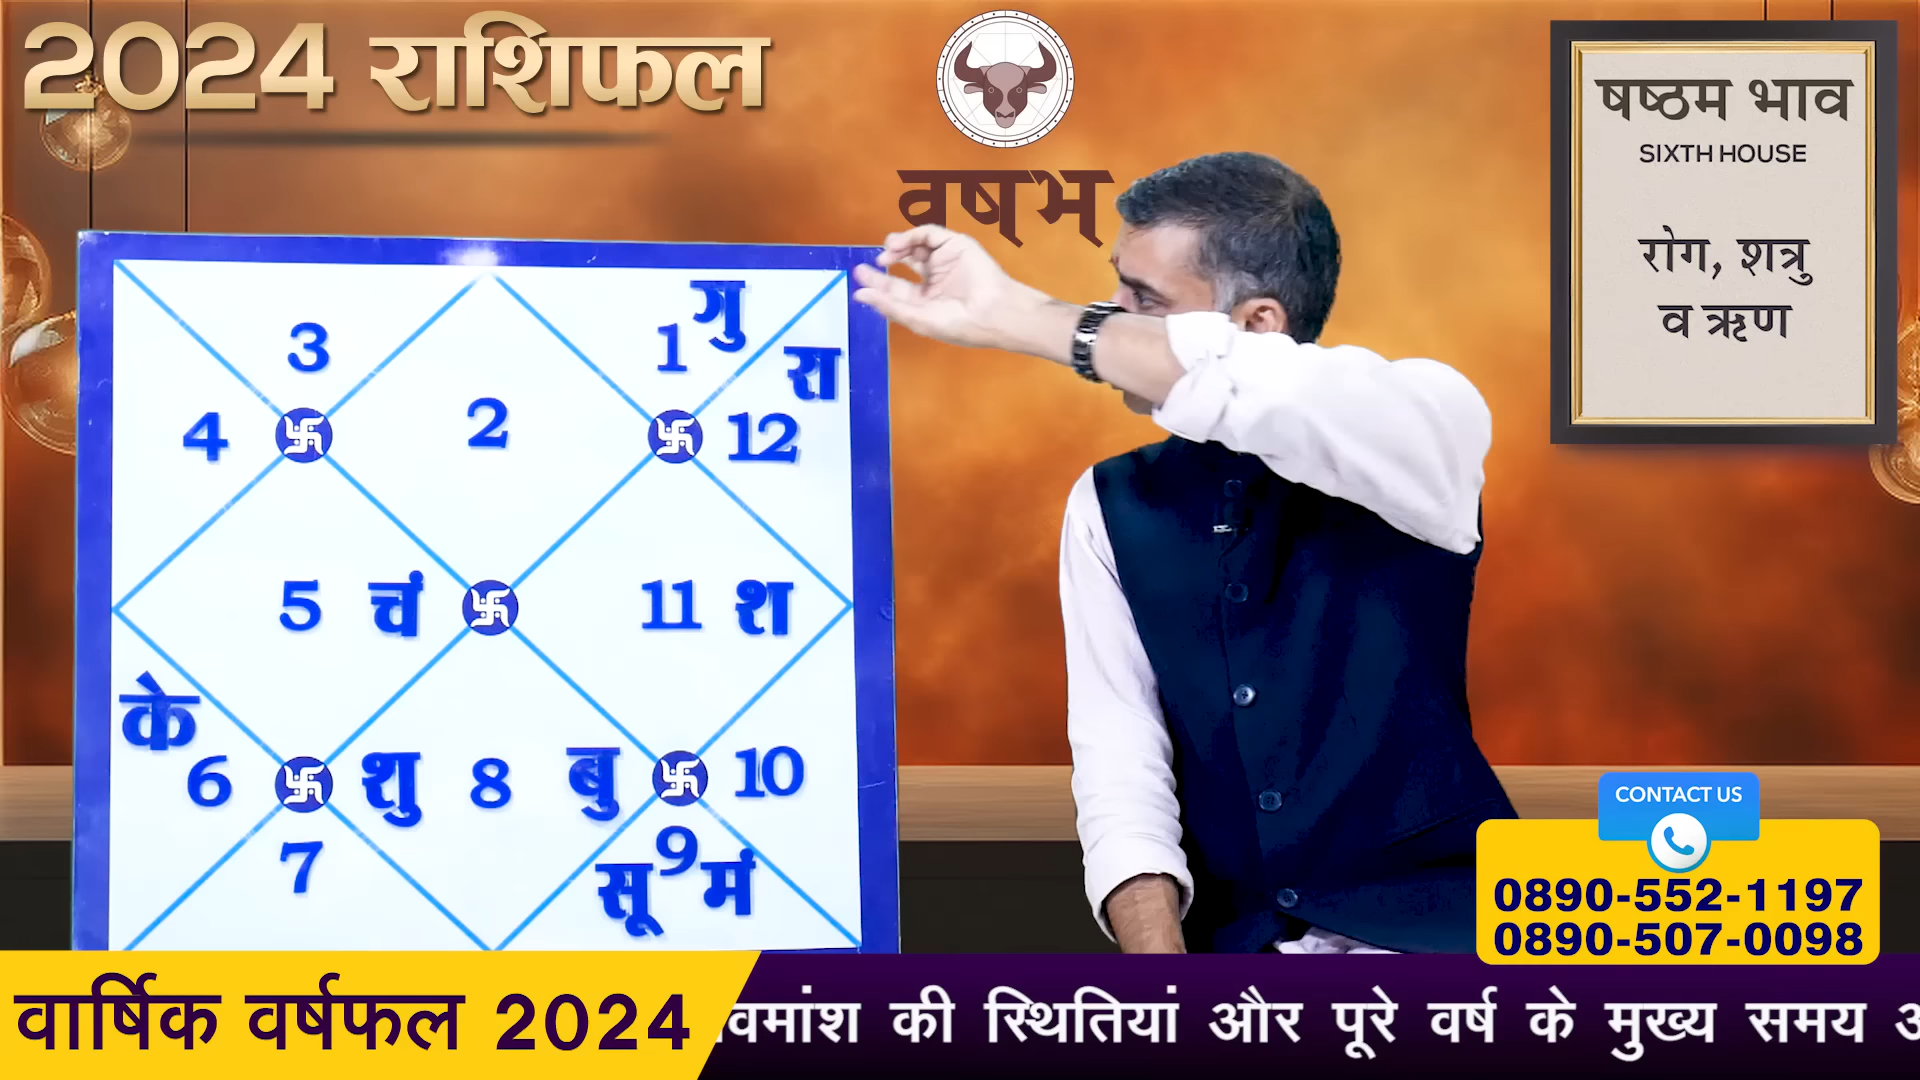 2024 राशिफल
वृषभ
षष्ठम भाव
SIXTH HOUSE
रोग, शत्रु
व ऋण
3
1 गु
रा
4
2
12
5 चं
11 श
के
6
शु 8 बु
10
7
9
सू मं
CONTACT US
0890-552-1197
0890-507-0098
वार्षिक वर्षफल 2024
की स्थितियां और पूरे वर्ष के मुख्य समय